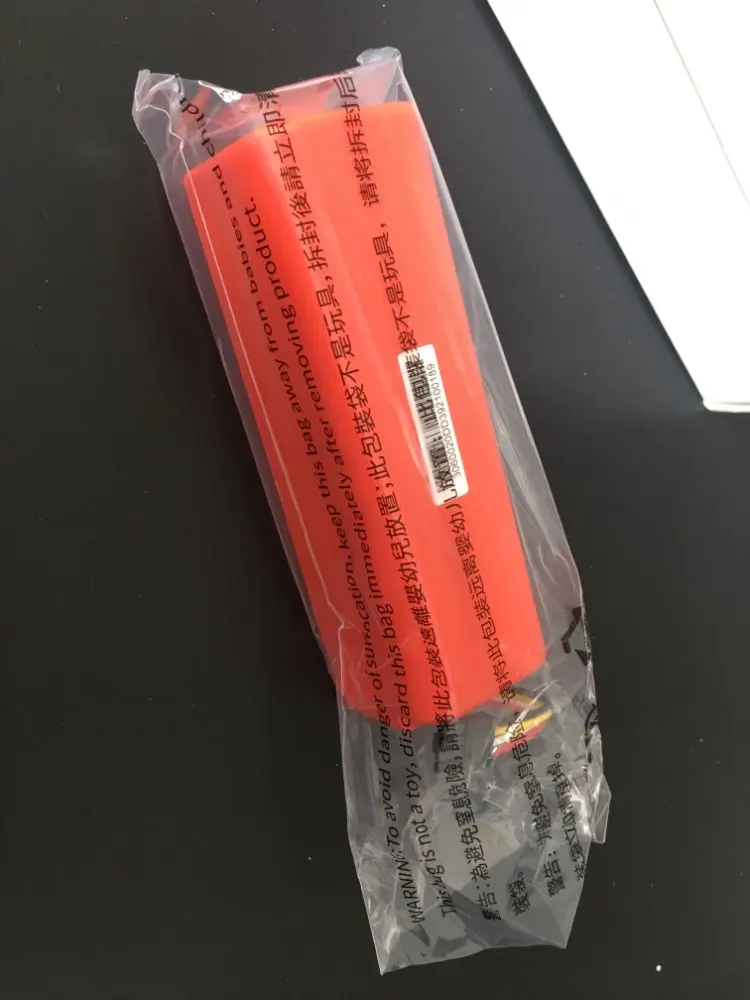 WARNING:To avoid danger of suffocation, keep this bag away from babies and
This bag is not a toy, discard this bag immediately after removing product.
警告:為避免窒息危險,請將此包裝遠離嬰幼兒放置;此包裝袋不是玩具,拆封後請立即
警告:为避免窒息危险,请将此包装远离婴幼儿放置;此包装袋不是玩具,请将拆封后